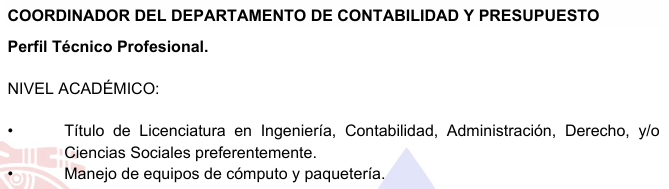 COORDINADOR DEL DEPARTAMENTO DE CONTABILIDAD Y PRESUPUESTO
Perfil Técnico Profesional.
NIVEL ACADÉMICO:
• Título de Licenciatura en Ingeniería, Contabilidad, Administración, Derecho, y/o
Ciencias Sociales preferentemente.
• Manejo de equipos de cómputo y paquetería.